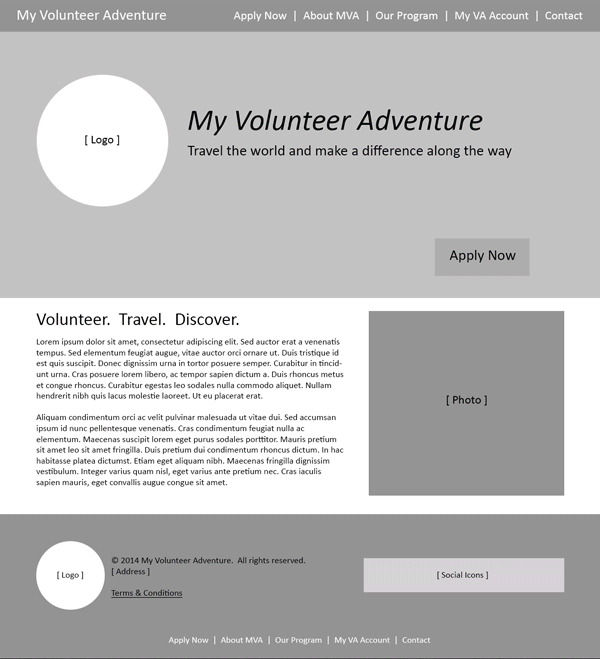 My Volunteer Adventure
Apply Now | About MVA | Our Program | My VA Account | Contact
[ Logo ]
My Volunteer Adventure
Travel the world and make a difference along the way
Apply Now
Volunteer. Travel. Discover.
Lorem ipsum dolor sit amet, consectetur adipiscing elit. Sed auctor erat a venenatis
tempus. Sed elementum feugiat augue, vitae auctor orci ornare ut. Duis tristique id
est quis suscipit. Donec dignissim urna in tortor posuere semper. Curabitur in tincid-
unt urna. Cras posuere lorem libero, ac tempor sapien dictum a. Duis rhoncus metus
et congue rhoncus. Curabitur egestas leo sodales nulla commodo aliquet. Nullam
hendrerit nibh quis lacus molestie laoreet. Ut eu placerat erat.
Aliquam condimentum orci ac velit pulvinar malesuada ut vitae dui. Sed accumsan
ipsum id nunc pellentesque venenatis. Cras condimentum feugiat nulla ac
elementum. Maecenas suscipit lorem eget purus sodales porttitor. Mauris pretium
sit amet leo sit amet fringilla. Duis pretium dui condimentum rhoncus dictum. In hac
habitasse platea dictumst. Etiam eget aliquam nibh. Maecenas fringilla dignissim
vestibulum. Integer varius quam nisl, eget varius ante pretium nec. Cras iaculis
sapien mauris, eget convallis augue congue sit amet.
[ Photo ]
[ Logo ]
© 2014 My Volunteer Adventure. All rights reserved.
[ Address ]
Terms & Conditions
[ Social Icons ]
Apply Now | About MVA | Our Program | My VA Account | Contact